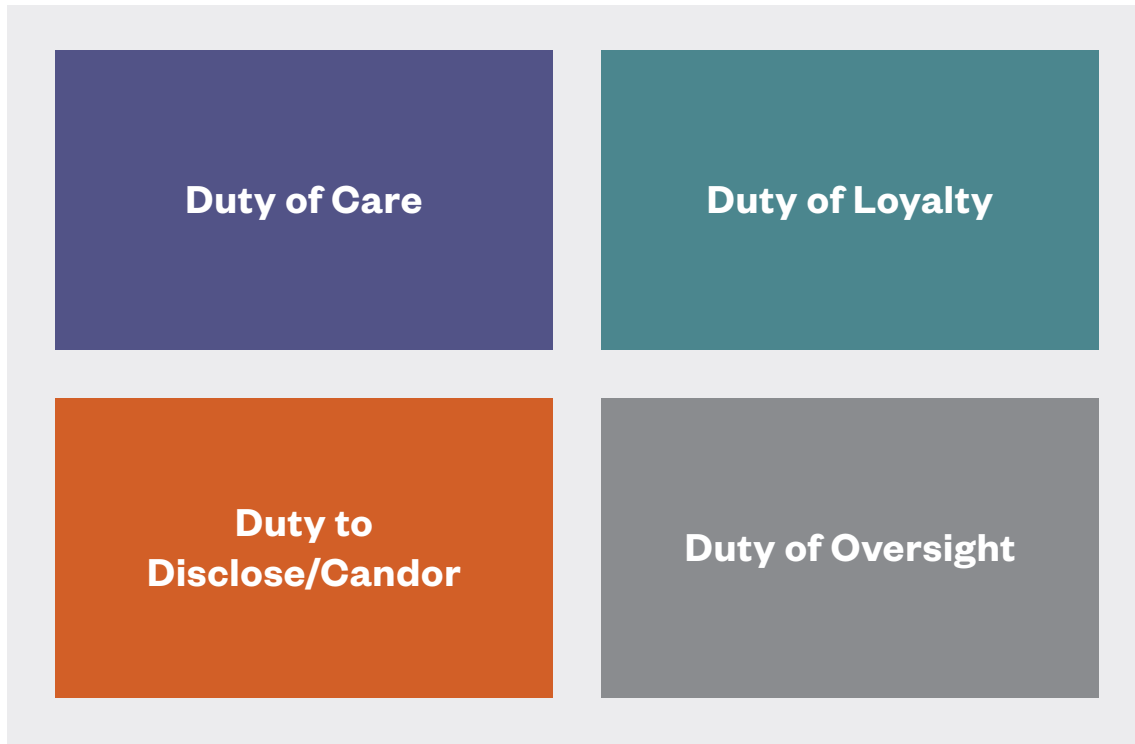 Duty of Care
Duty of Loyalty
Duty to
Disclose/Candor
Duty of Oversight